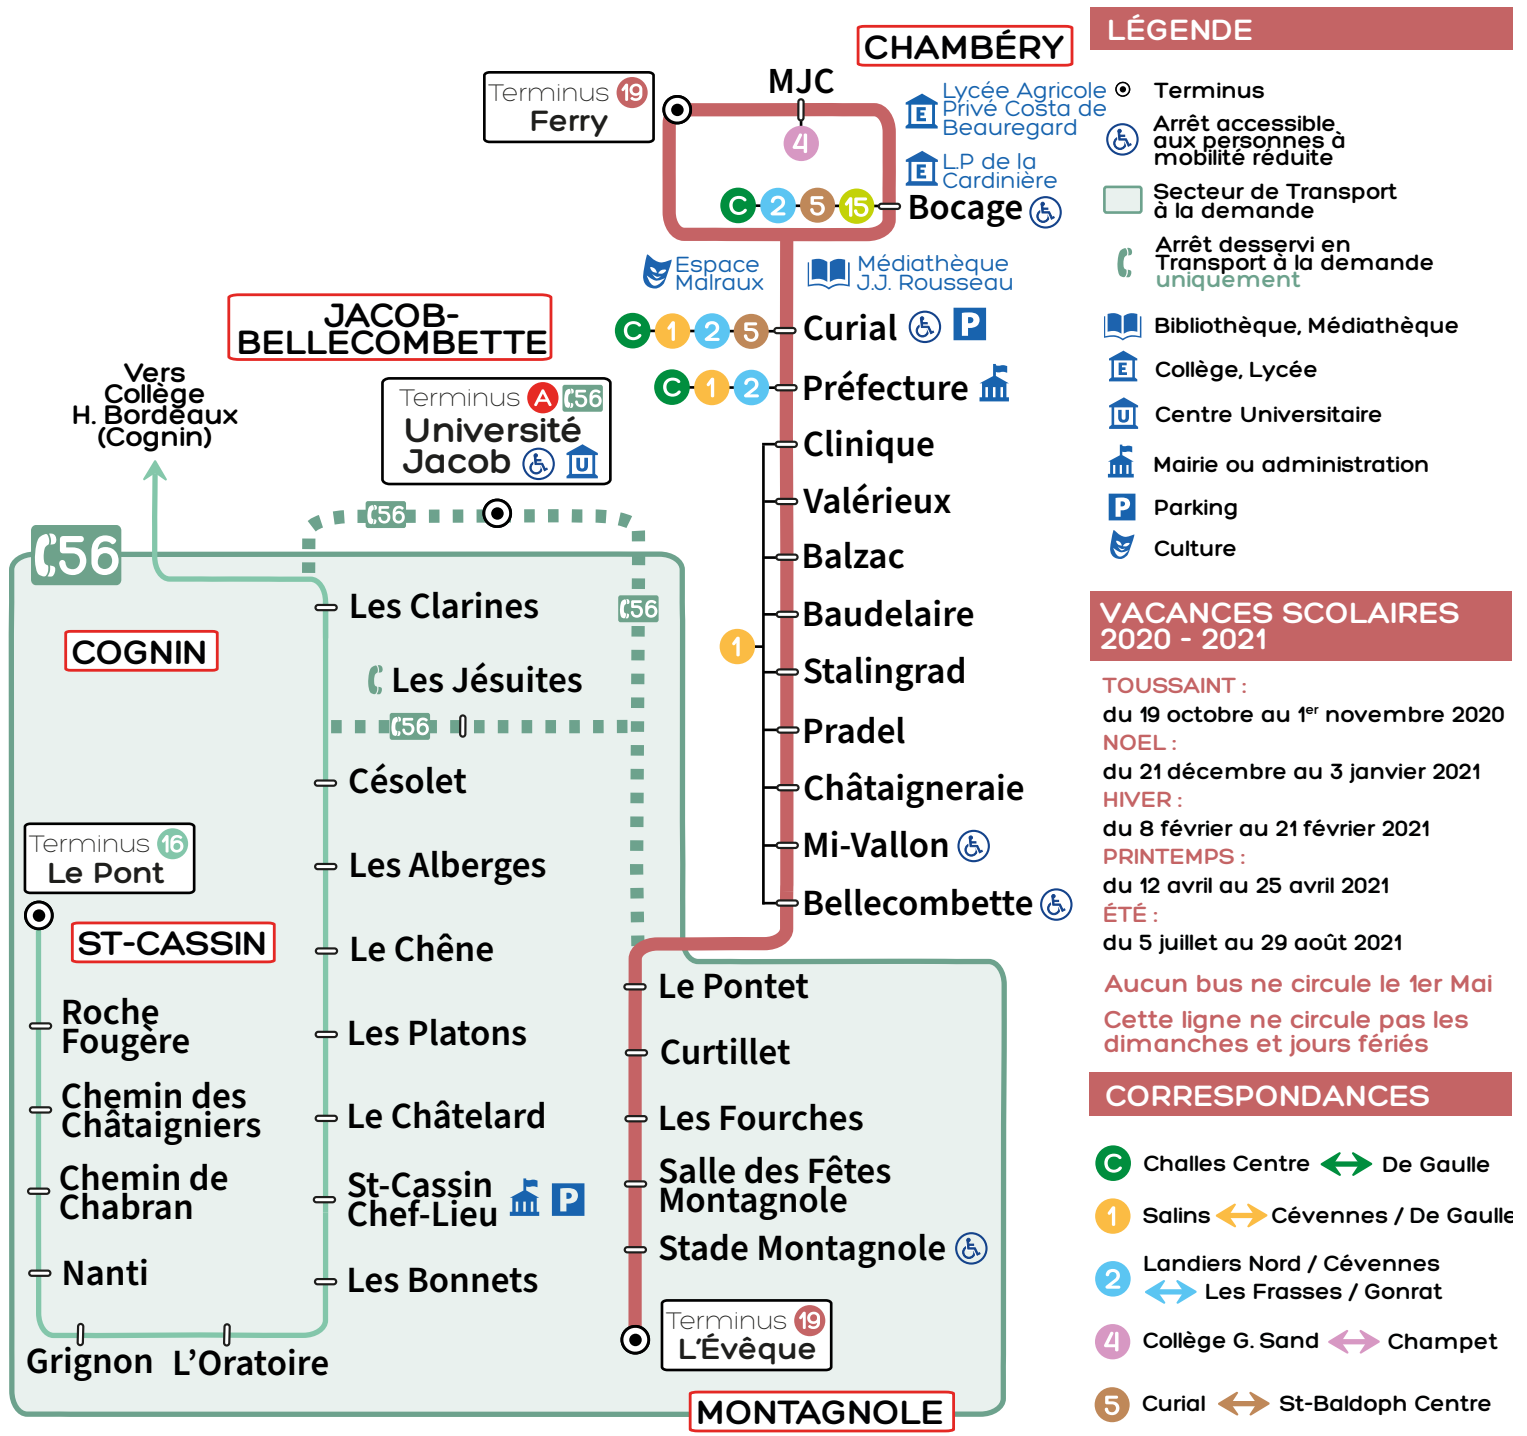 CHAMBÉRY
MJC
Terminus 19
Ferry
4
E
Lycée Agricole
Privé Costa de
Beauregard
E
L.P de la
Cardinière
C 2 5 15
Bocage
Espace
Malraux
Médiathèque
J.J. Rousseau
C 1 2 5
Curial P
C 1 2
Préfecture
Clinique
Valérieux
Balzac
Baudelaire
1
Stalingrad
Pradel
Châtaigneraie
Mi-Vallon
Bellecombette
JACOB-
BELLECOMBETTE
Terminus A 56
Université
Jacob U
Vers
Collège
H. Bordeaux
(Cognin)
56
56
56
COGNIN
Les Clarines
Les Jésuites
56
Césolet
Les Alberges
Le Chêne
Les Platons
Le Châtelard
St-Cassin
Chef-Lieu P
Les Bonnets
Terminus 16
Le Pont
ST-CASSIN
Roche
Fougère
Chemin des
Châtaigniers
Chemin de
Chabran
Nanti
Grignon
L'Oratoire
Le Pontet
Curtillet
Les Fourches
Salle des Fêtes
Montagnole
Stade Montagnole
Terminus 19
L'Évêque
MONTAGNOLE
LÉGENDE
Terminus
Arrêt accessible
aux personnes à
mobilité réduite
Secteur de Transport
à la demande
Arrêt desservi en
Transport à la demande
uniquement
Bibliothèque, Médiathèque
E Collège, Lycée
U Centre Universitaire
Mairie ou administration
P Parking
Culture
VACANCES SCOLAIRES
2020 - 2021
TOUSSAINT :
du 19 octobre au 1er novembre 2020
NOEL :
du 21 décembre au 3 janvier 2021
HIVER :
du 8 février au 21 février 2021
PRINTEMPS :
du 12 avril au 25 avril 2021
ÉTÉ :
du 5 juillet au 29 août 2021
Aucun bus ne circule le 1er Mai
Cette ligne ne circule pas les
dimanches et jours fériés
CORRESPONDANCES
C Challes Centre De Gaulle
1 Salins Cévennes / De Gaulle
2 Landiers Nord / Cévennes
Les Frasses / Gonrat
4 Collège G. Sand Champet
5 Curial St-Baldoph Centre